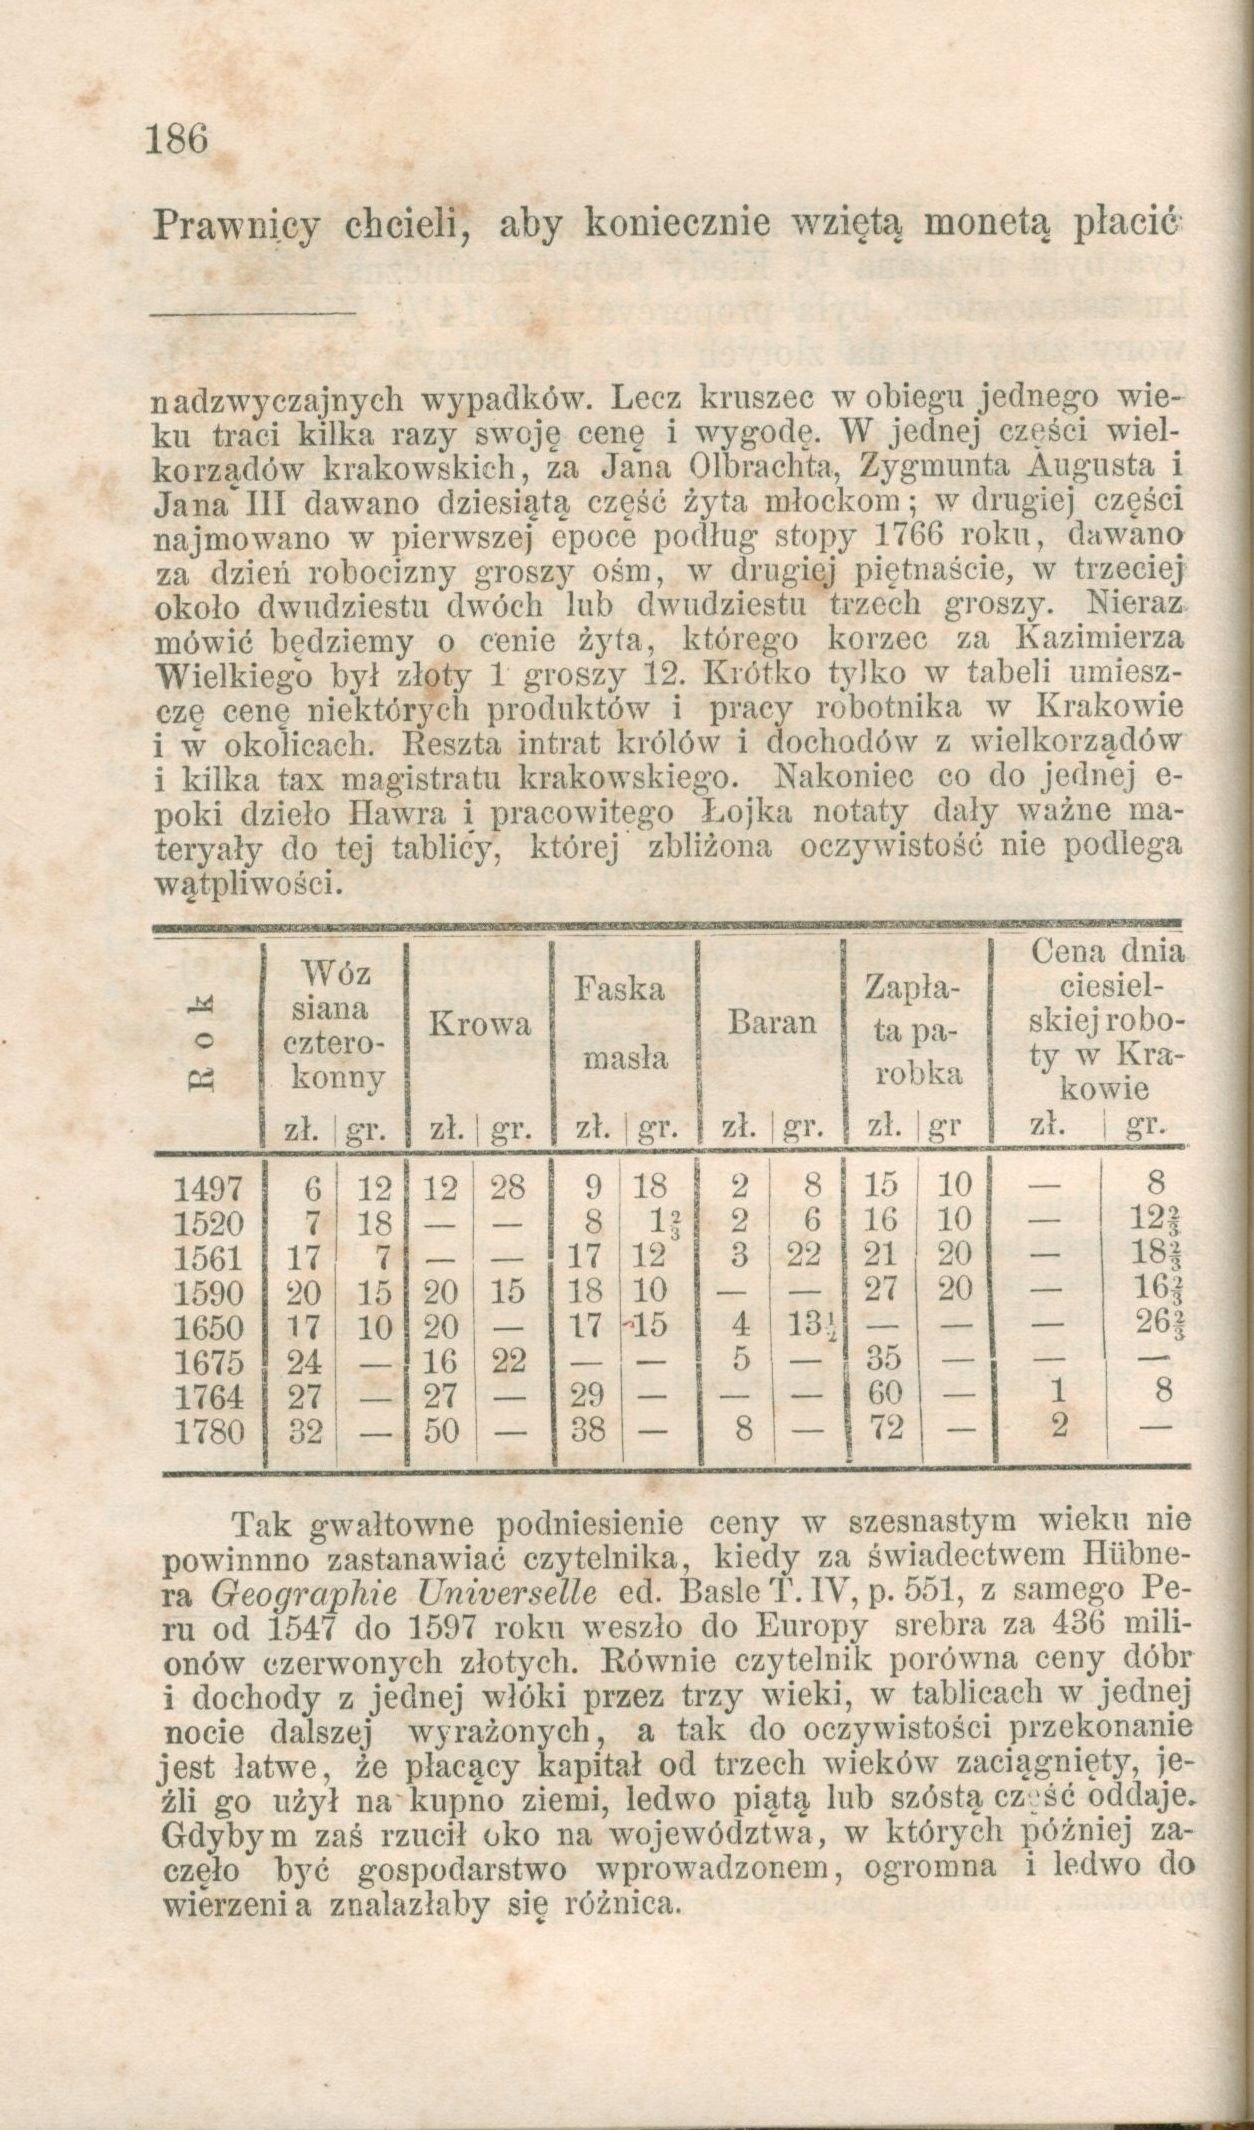 186
Prawnicy chcieli, aby koniecznie wziętą monetą płacić
nadzwyczajnych wypadków. Lecz kruszec w obiegu jednego wie-
ku traci kilka razy swoję cenę i wygodę. W jednej części wiel-
korządów krakowskich, za Jana Olbrachta, Zygmunta Augusta i
Jana III dawano dziesiątą część żyta młockom; w drugiej części
najmowano w pierwszej epoce podług stopy 1766 roku, dawano
za dzień robocizny groszy ośm, w drugiej piętnaście, w trzeciej
około dwudziestu dwóch lub dwudziestu trzech groszy. Nieraz
mówić będziemy o cenie żyta, którego korzec za Kazimierza
Wielkiego był złoty 1 groszy 12. Krótko tylko w tabeli umiesz-
czę cenę niektórych produktów i pracy robotnika w Krakowie
i w okolicach. Reszta intrat królów i dochodów z wielkorządów
i kilka tax magistratu krakowskiego. Nakoniec co do jednej e-
poki dzieło Hawra i pracowitego Łojka notaty dały ważne ma-
teryały do tej tablicy, której zbliżona oczywistość nie podlega
wątpliwości.
Rok | Wóz siana cztero-konny zł. | gr. | Krowa zł. | gr. | Faska masła zł. | gr. | Baran zł. | gr. | Zapła-ta pa-robka zł. | gr | Cena dnia ciesiel-skiej robo-ty w Kra-kowie zł. | gr.
1497 | 6 | 12 | 12 | 28 | 9 | 18 | 2 | 8 | 15 | 10 | — | 8
1520 | 7 | 18 | — | — | 8 | 1⅔ | 2 | 6 | 16 | 10 | — | 12⅔
1561 | 17 | 7 | — | — | 17 | 12 | 3 | 22 | 21 | 20 | — | 18⅔
1590 | 20 | 15 | 20 | 15 | 18 | 10 | — | — | 27 | 20 | — | 16⅔
1650 | 17 | 10 | 20 | — | 17 | 15 | 4 | 13½ | — | — | — | 26⅔
1675 | 24 | — | 16 | 22 | — | — | 5 | — | 35 | — | — | —
1764 | 27 | — | 27 | — | 29 | — | — | — | 60 | — | 1 | 8
1780 | 32 | — | 50 | — | 38 | — | 8 | — | 72 | — | 2 | —
Tak gwałtowne podniesienie ceny w szesnastym wieku nie
powinnno zastanawiać czytelnika, kiedy za świadectwem Hübne-
ra Geographie Universelle ed. Basle T. IV, p. 551, z samego Pe-
ru od 1547 do 1597 roku weszło do Europy srebra za 436 mili-
onów czerwonych złotych. Równie czytelnik porówna ceny dóbr
i dochody z jednej włóki przez trzy wieki, w tablicach w jednej
nocie dalszej wyrażonych, a tak do oczywistości przekonanie
jest łatwe, że płacący kapitał od trzech wieków zaciągnięty, je-
źli go użył na kupno ziemi, ledwo piątą lub szóstą część oddaje.
Gdybym zaś rzucił oko na województwa, w których później za-
częło być gospodarstwo wprowadzonem, ogromna i ledwo do
wierzenia znalazłaby się różnica.